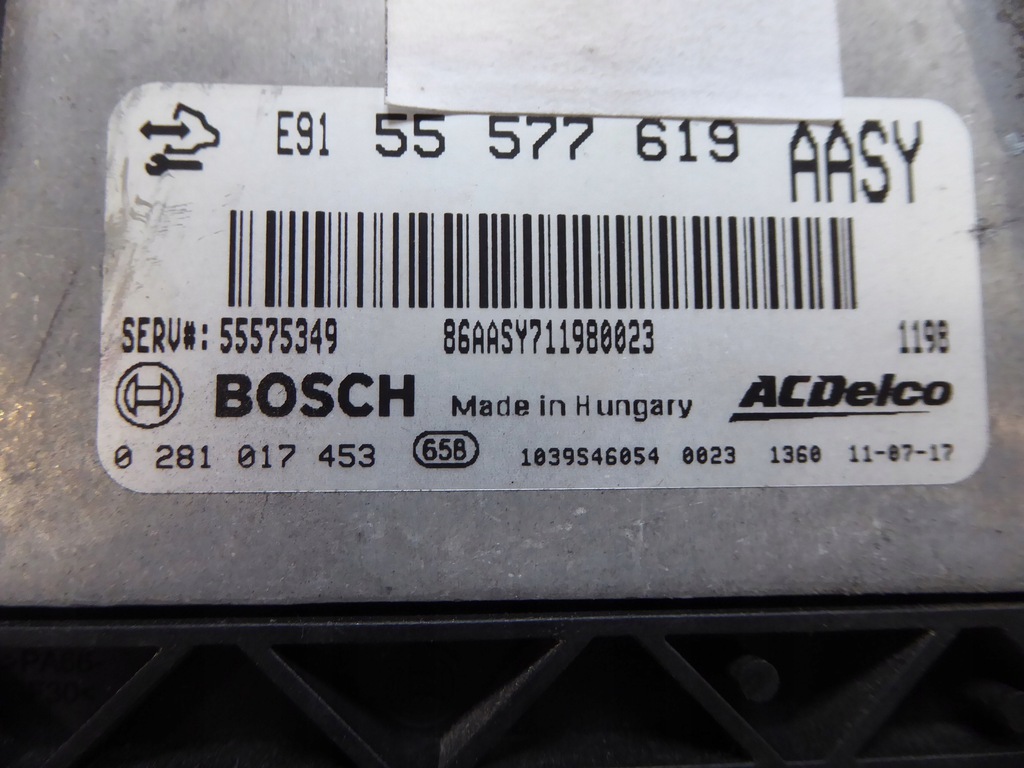 E91 55 577 619 AASY
SERV#: 55575349 86AASY711980023 1198
BOSCH Made in Hungary ACDelco
0 281 017 453 65B 1039S46054 0023 1360 11-07-17